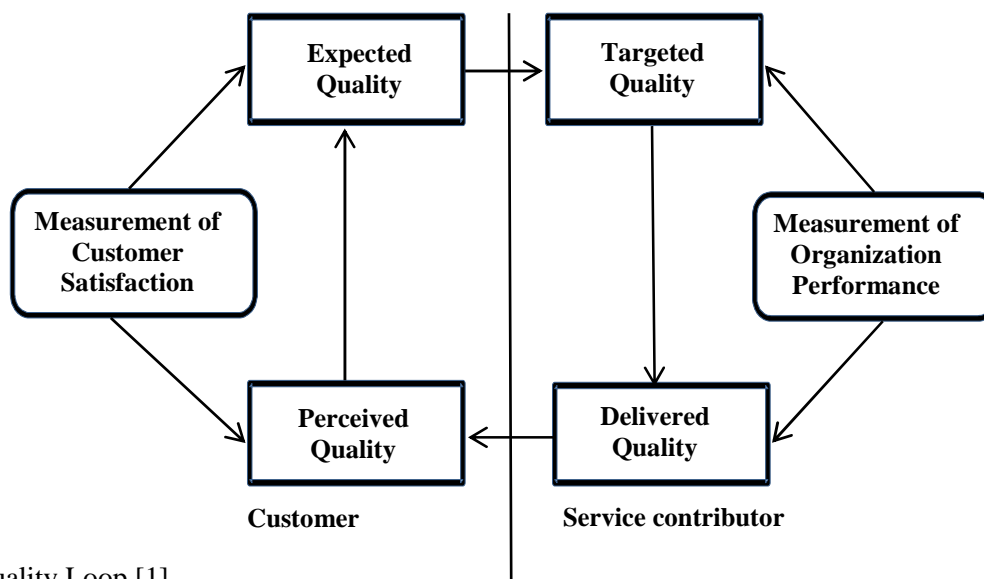 Expected
Quality
Targeted
Quality
Measurement of
Customer
Satisfaction
Measurement of
Organization
Performance
Perceived
Quality
Delivered
Quality
Customer
Service contributor
Loop [1]